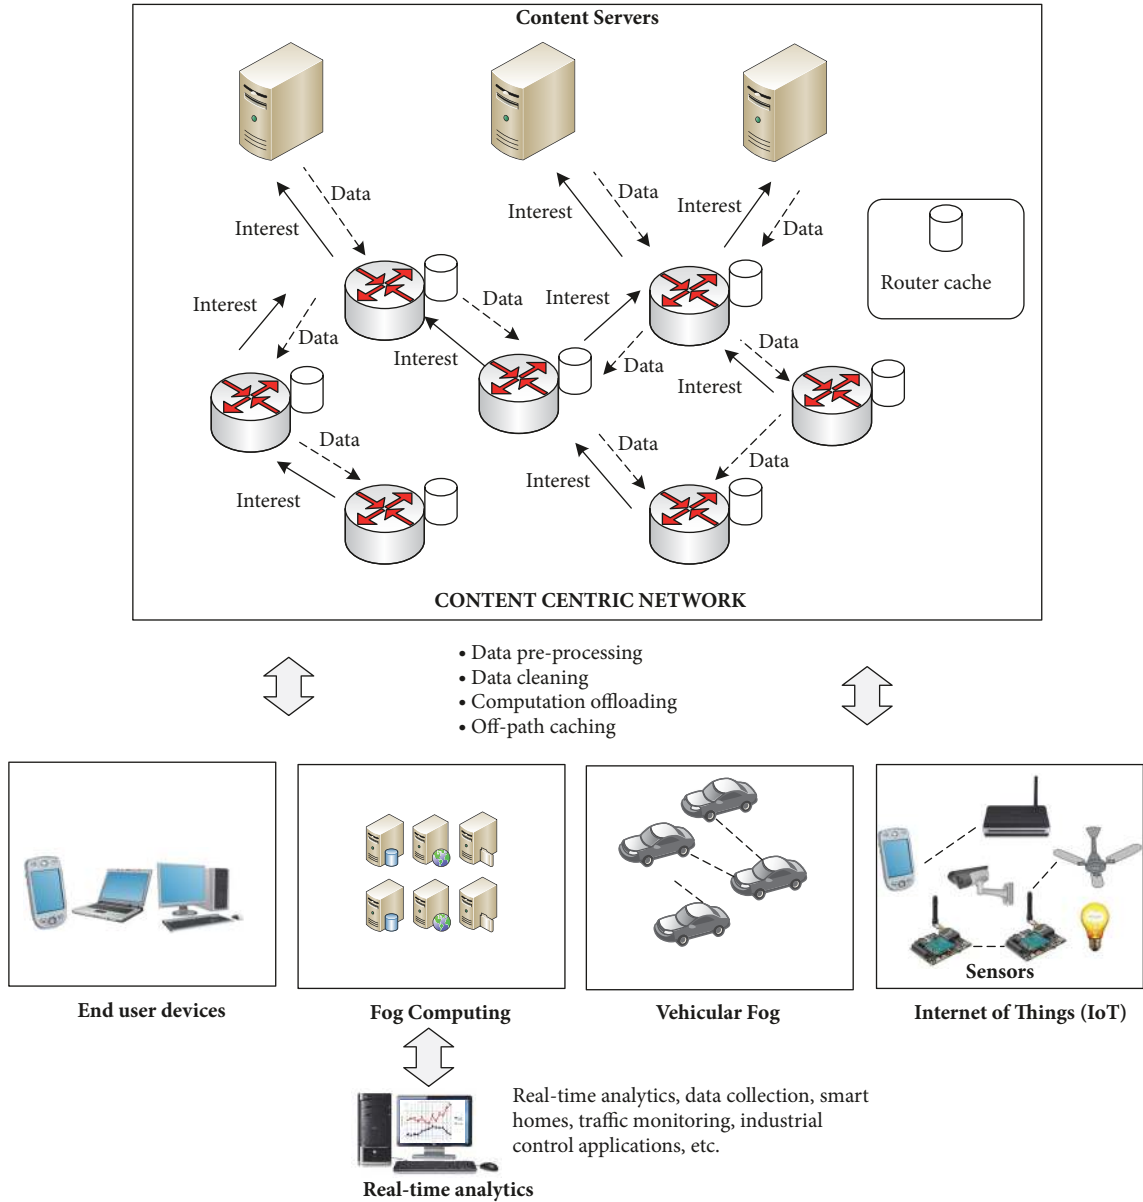 Content Servers
Data
Data
Data
Interest
Interest
Interest
Router cache
Interest
Data
Interest
Data
Interest
Data
Data
Interest
Data
Data
Data
Interest
Interest
CONTENT CENTRIC NETWORK
• Data pre-processing
• Data cleaning
• Computation offloading
• Off-path caching
Sensors
End user devices
Fog Computing
Vehicular Fog
Internet of Things (IoT)
Real-time analytics, data collection, smart
homes, traffic monitoring, industrial
control applications, etc.
Real-time analytics